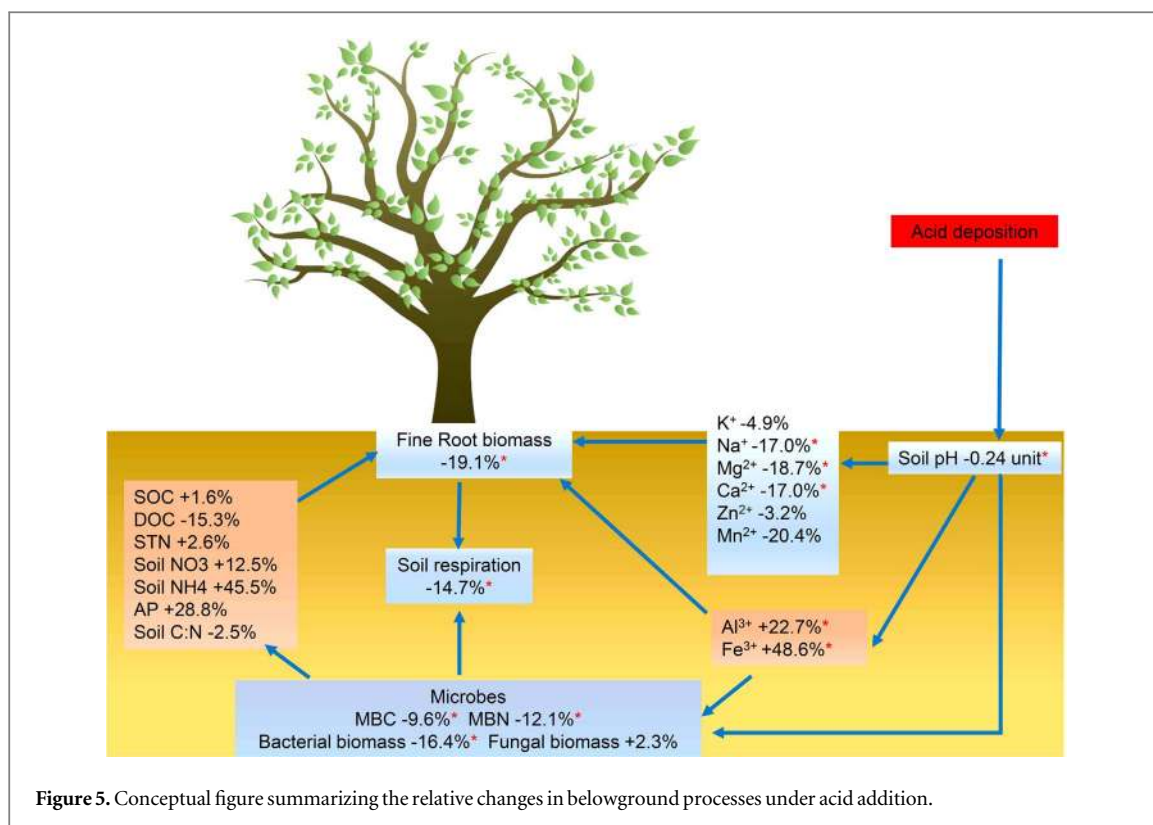 Acid deposition
Fine Root biomass
-19.1%*
K⁺ -4.9%
Na⁺ -17.0%*
Mg²⁺ -18.7%*
Ca²⁺ -17.0%*
Zn²⁺ -3.2%
Mn²⁺ -20.4%
Soil pH -0.24 unit*
SOC +1.6%
DOC -15.3%
STN +2.6%
Soil NO3 +12.5%
Soil NH4 +45.5%
AP +28.8%
Soil C:N -2.5%
Soil respiration
-14.7%*
Al³⁺ +22.7%*
Fe³⁺ +48.6%*
Microbes
MBC -9.6%* MBN -12.1%*
Bacterial biomass -16.4%* Fungal biomass +2.3%
Figure 5. Conceptual figure summarizing the relative changes in belowground processes under acid addition.